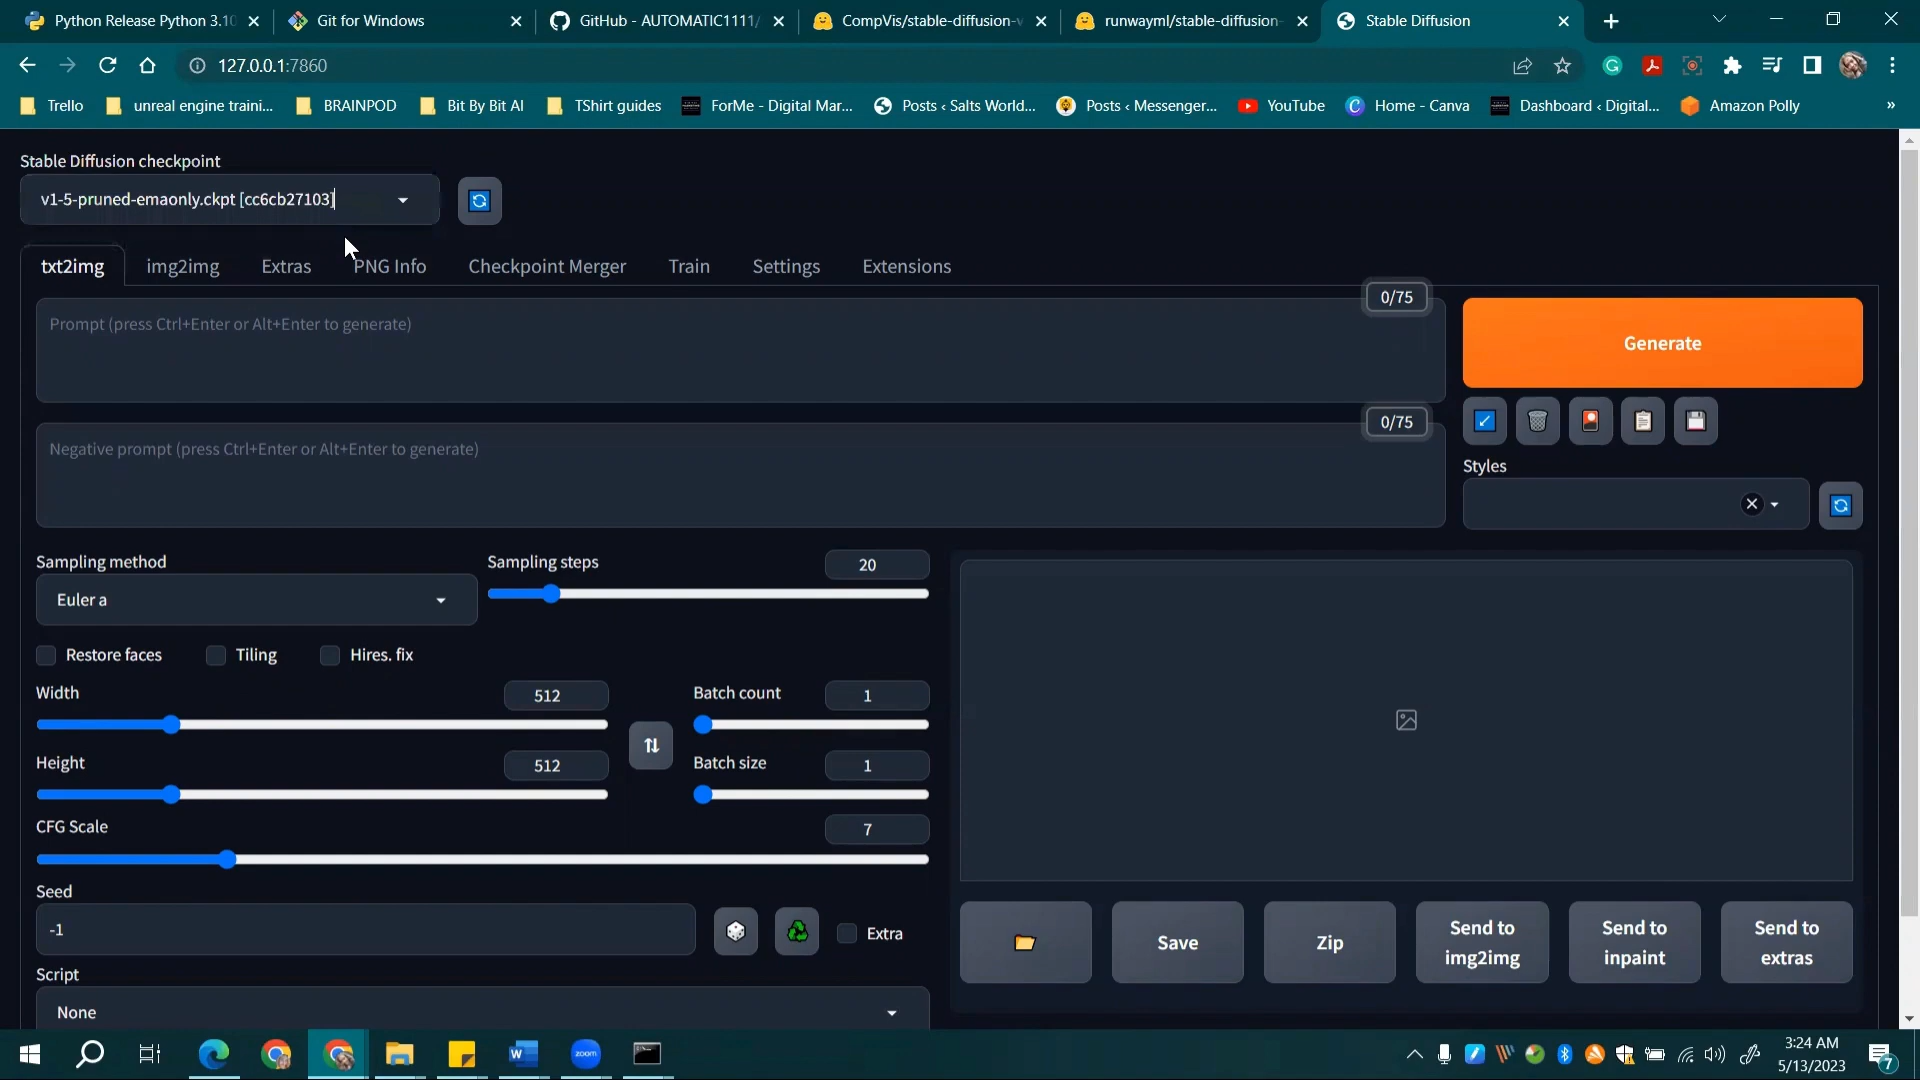 Python Release Python 3.10
Git for Windows
GitHub - AUTOMATIC1111/
CompVis/stable-diffusion-v
runwayml/stable-diffusion-
Stable Diffusion
127.0.0.1:7860
Trello
unreal engine traini...
BRAINPOD
Bit By Bit AI
TShirt guides
ForMe - Digital Mar...
Posts ‹ Salts World...
Posts ‹ Messenger...
YouTube
Home - Canva
Dashboard ‹ Digital...
Amazon Polly
»
Stable Diffusion checkpoint
v1-5-pruned-emaonly.ckpt [cc6cb27103]
txt2img
img2img
Extras
PNG Info
Checkpoint Merger
Train
Settings
Extensions
0/75
Prompt (press Ctrl+Enter or Alt+Enter to generate)
Generate
0/75
Negative prompt (press Ctrl+Enter or Alt+Enter to generate)
Styles
Sampling method
Euler a
Sampling steps
20
Restore faces
Tiling
Hires. fix
Width
512
Batch count
1
Height
512
Batch size
1
CFG Scale
7
Seed
-1
Extra
Script
None
Save
Zip
Send to
img2img
Send to
inpaint
Send to
extras
zoom
3:24 AM
5/13/2023
7